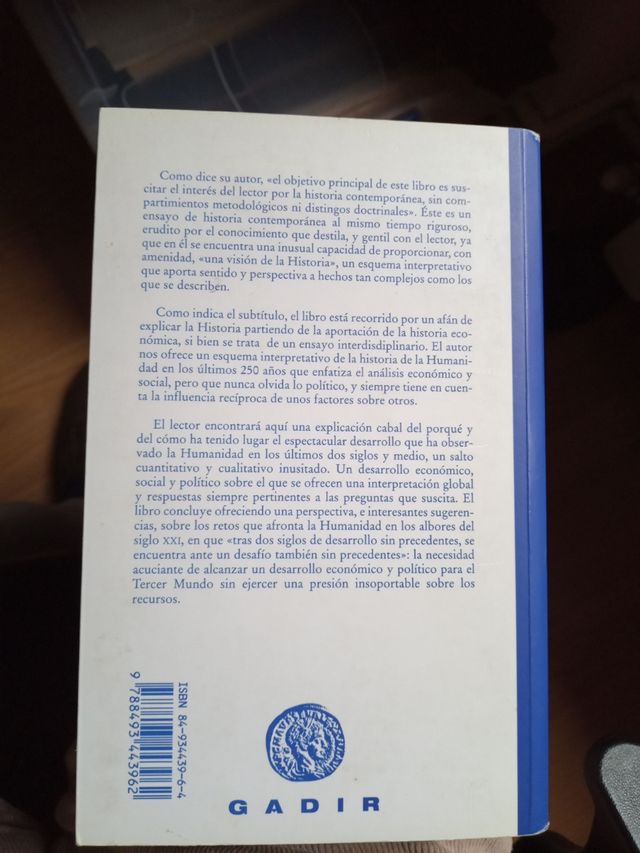 Como dice su autor, «el objetivo principal de este libro es sus-
citar el interés del lector por la historia contemporánea, sin com-
partimientos metodológicos ni distingos doctrinales». Éste es un
ensayo de historia contemporánea al mismo tiempo riguroso,
erudito por el conocimiento que destila, y gentil con el lector, ya
que en él se encuentra una inusual capacidad de proporcionar, con
amenidad, «una visión de la Historia», un esquema interpretativo
que aporta sentido y perspectiva a hechos tan complejos como los
que se describen.
Como indica el subtítulo, el libro está recorrido por un afán de
explicar la Historia partiendo de la aportación de la historia eco-
nómica, si bien se trata de un ensayo interdisdiplinario. El autor
nos ofrece un esquema interpretativo de la historia de la Humani-
dad en los últimos 250 años que enfatiza el análisis económico y
social, pero que nunca olvida lo político, y siempre tiene en cuen-
ta la influencia recíproca de unos factores sobre otros.
El lector encontrará aquí una explicación cabal del porqué y
del cómo ha tenido lugar el espectacular desarrollo que ha obser-
vado la Humanidad en los últimos dos siglos y medio, un salto
cuantitativo y cualitativo inusitado. Un desarrollo económico,
social y político sobre el que se ofrecen una interpretación global
y respuestas siempre pertinentes a las preguntas que suscita. El
libro concluye ofreciendo una perspectiva, e interesantes sugeren-
cias, sobre los retos que afronta la Humanidad en los albores del
siglo XXI, en que «tras dos siglos de desarrollo sin precedentes, se
encuentra ante un desafío también sin precedentes»: la necesidad
acuciante de alcanzar un desarrollo económico y político para el
Tercer Mundo sin ejercer una presión insoportable sobre los
recursos.
ISBN 84-934439-6-4
9 788493 443962
GADIR